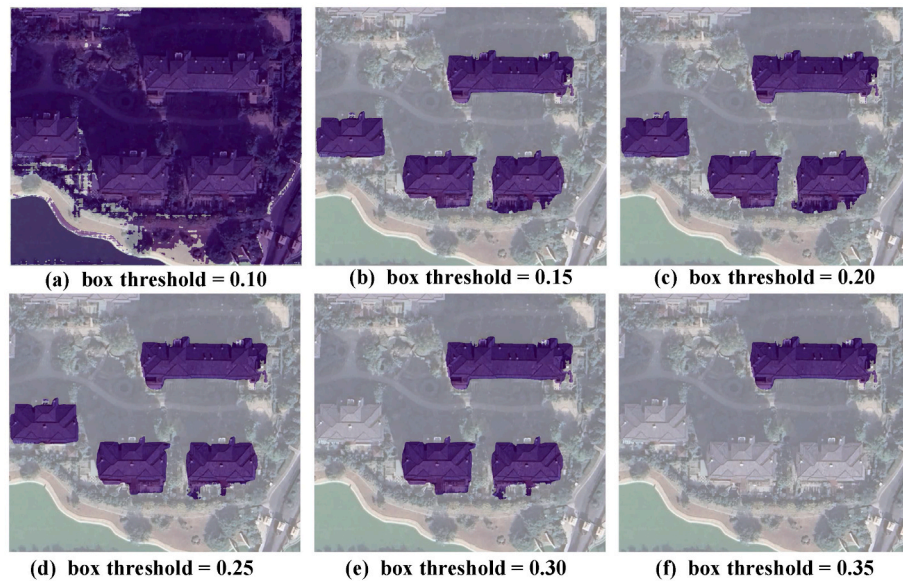 (a) box threshold = 0.10
(b) box threshold = 0.15
(c) box threshold = 0.20
(d) box threshold = 0.25
(e) box threshold = 0.30
(f) box threshold = 0.35